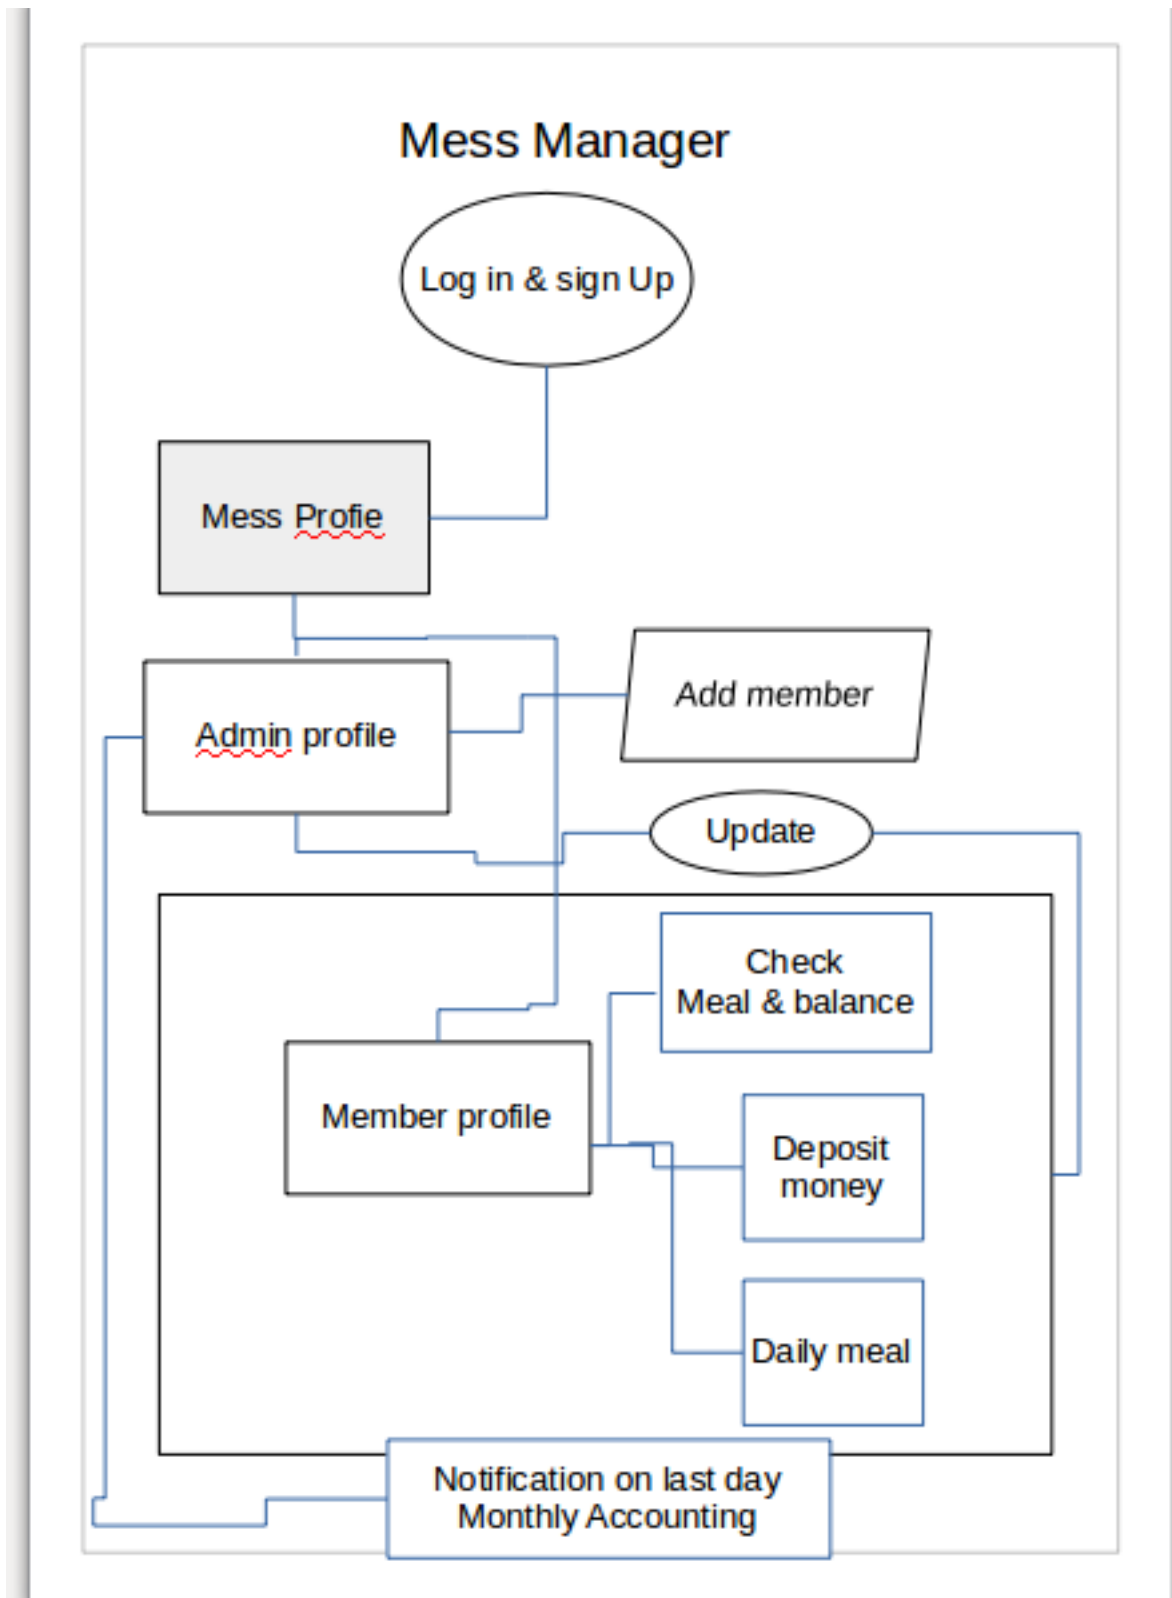 Mess Manager
Log in & sign Up
Mess Profie
Add member
Admin profile
Update
Check
Meal & balance
Member profile
Deposit
money
Daily meal
Notification on last day
Monthly Accounting